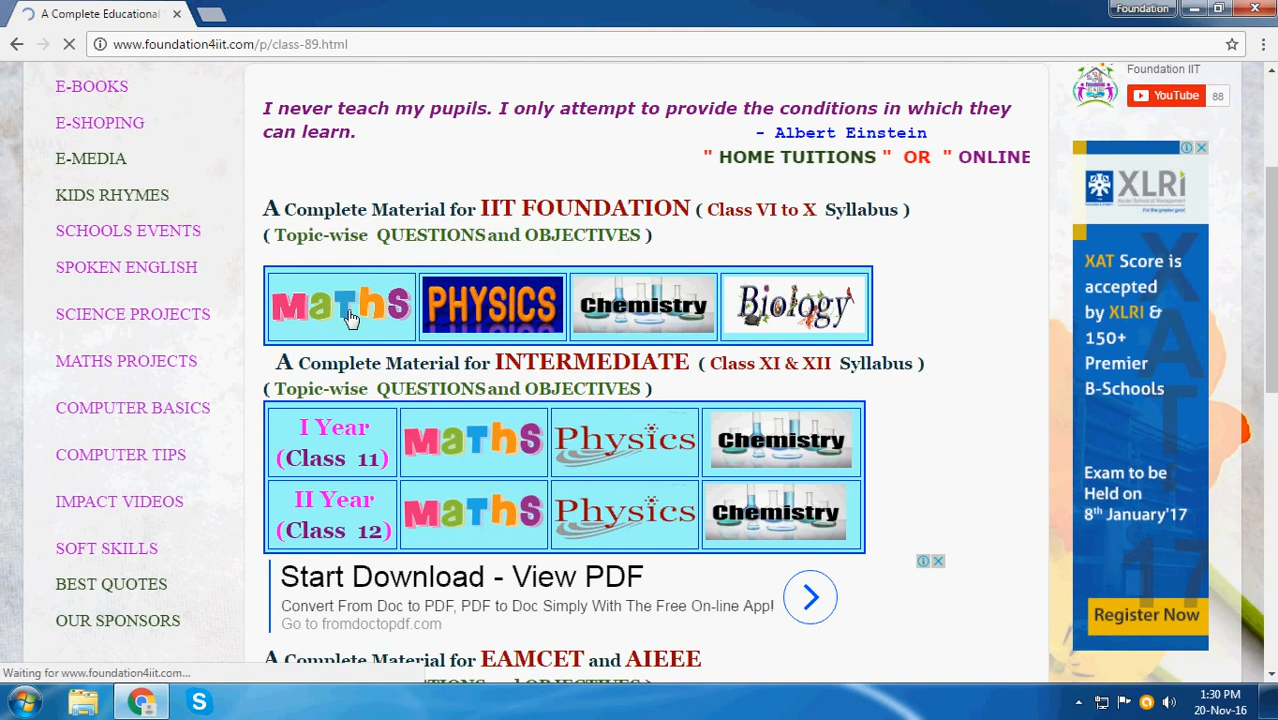 A Complete Educational
Foundation
www.foundation4iit.com/p/class-89.html
E-BOOKS
E-SHOPING
E-MEDIA
KIDS RHYMES
SCHOOLS EVENTS
SPOKEN ENGLISH
SCIENCE PROJECTS
MATHS PROJECTS
COMPUTER BASICS
COMPUTER TIPS
IMPACT VIDEOS
SOFT SKILLS
BEST QUOTES
OUR SPONSORS
I never teach my pupils. I only attempt to provide the conditions in which they
can learn.
- Albert Einstein
" HOME TUITIONS " OR " ONLINE
A Complete Material for IIT FOUNDATION ( Class VI to X Syllabus )
( Topic-wise QUESTIONS and OBJECTIVES )
Maths PHYSICS Chemistry Biology
A Complete Material for INTERMEDIATE ( Class XI & XII Syllabus )
( Topic-wise QUESTIONS and OBJECTIVES )
I Year
(Class 11)
Maths Physics Chemistry
II Year
(Class 12)
Maths Physics Chemistry
Start Download - View PDF
Convert From Doc to PDF, PDF to Doc Simply With The Free On-line App!
Go to fromdoctopdf.com
A Complete Material for EAMCET and AIEEE
Foundation IIT
YouTube 88
XLRI
For the greater good
XAT Score is
accepted
by XLRI &
150+
Premier
B-Schools
Exam to be
Held on
8th January'17
Register Now
Waiting for www.foundation4iit.com...
1:30 PM
20-Nov-16